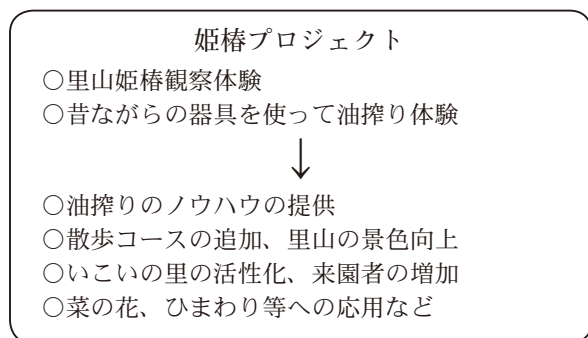 姫椿プロジェクト
○里山姫椿観察体験
○昔ながらの器具を使って油搾り体験
↓
○油搾りのノウハウの提供
○散歩コースの追加、里山の景色向上
○いこいの里の活性化、来園者の増加
○菜の花、ひまわり等への応用など